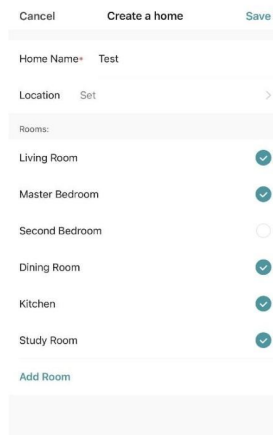 Cancel Create a home Save
Home Name* Test
Location Set
Rooms:
Living Room
Master Bedroom
Second Bedroom
Dining Room
Kitchen
Study Room
Add Room